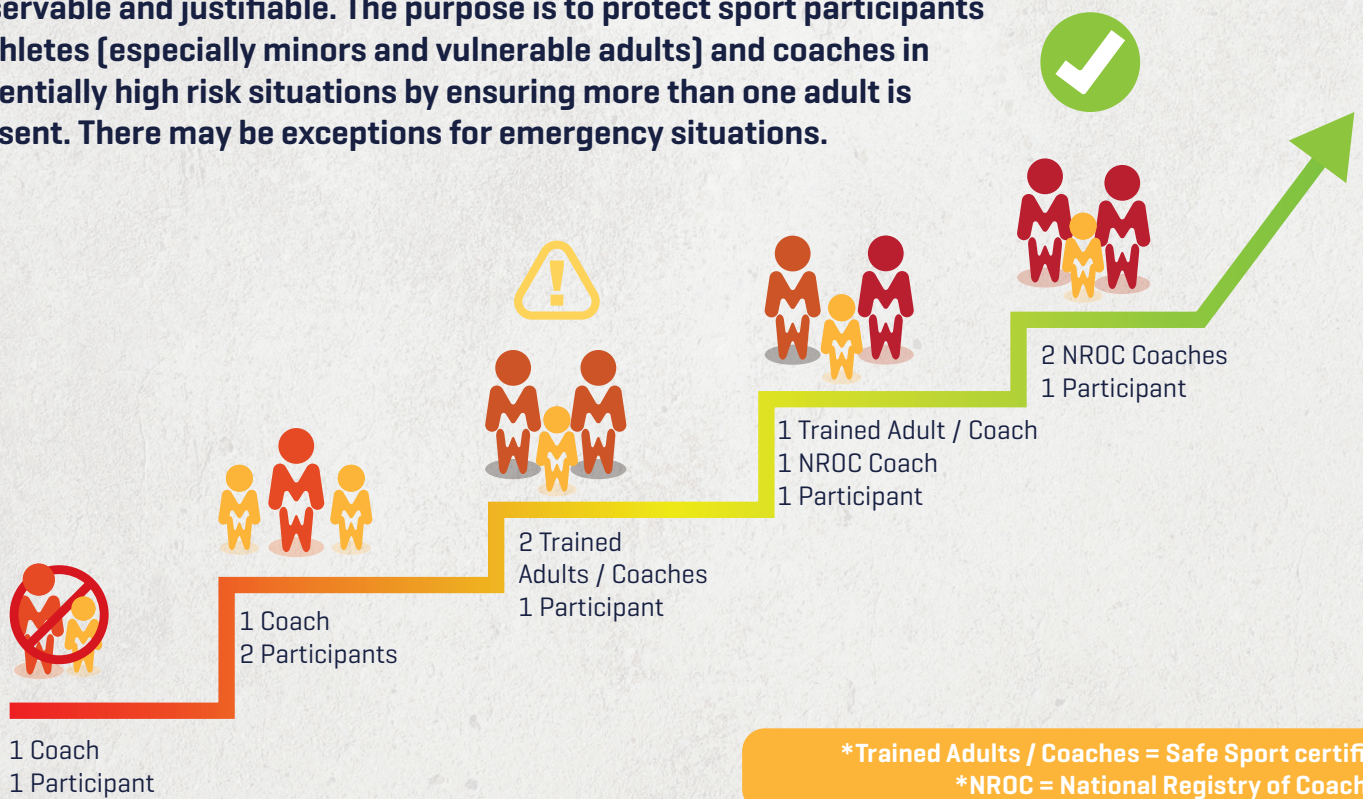 servable and justifiable. The purpose is to protect sport participants
hletes (especially minors and vulnerable adults) and coaches in
entially high risk situations by ensuring more than one adult is
sent. There may be exceptions for emergency situations.
2 NROC Coaches
1 Participant
1 Trained Adult / Coach
1 NROC Coach
1 Participant
2 Trained
Adults / Coaches
1 Participant
1 Coach
2 Participants
1 Coach
1 Participant
*Trained Adults / Coaches = Safe Sport certifi
*NROC = National Registry of Coach